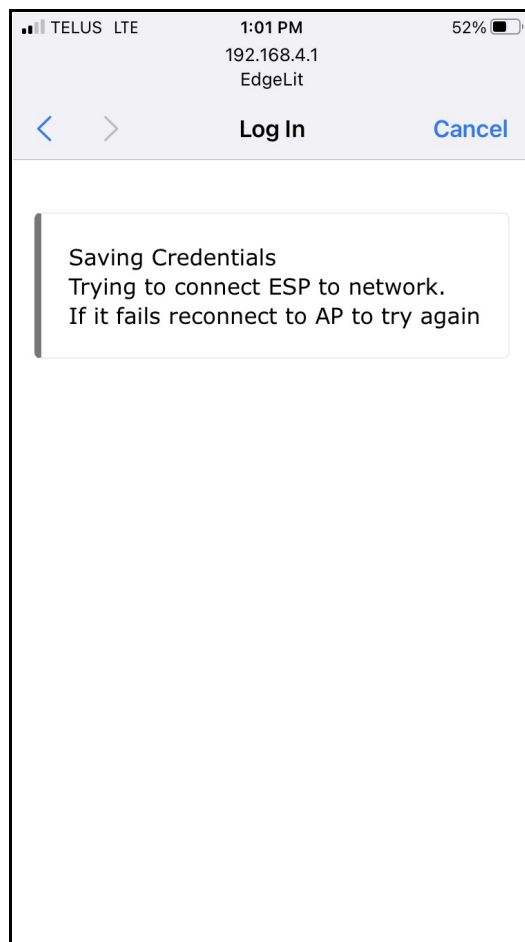 TELUS LTE 1:01 PM 52%
192.168.4.1
EdgeLit
Log In Cancel
Saving Credentials
Trying to connect ESP to network.
If it fails reconnect to AP to try again